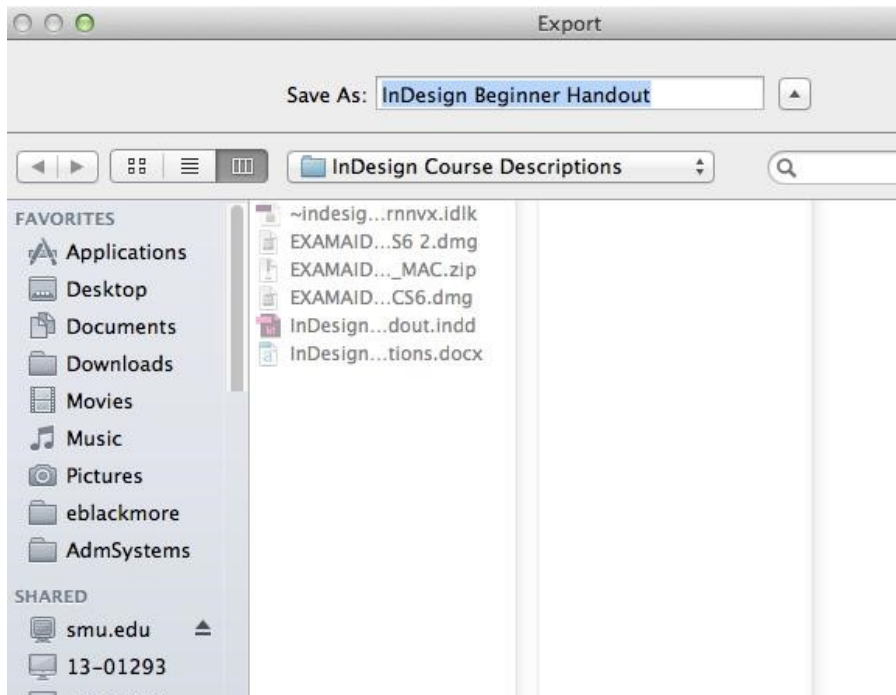 Export
Save As: InDesign Beginner Handout
InDesign Course Descriptions
FAVORITES
Applications
Desktop
Documents
Downloads
Movies
Music
Pictures
eblackmore
AdmSystems
SHARED
smu.edu
13-01293
~indesig...rnnvx.idlk
EXAMAID...S6 2.dmg
EXAMAID..._MAC.zip
EXAMAID...CS6.dmg
InDesign...dout.indd
InDesign...tions.docx